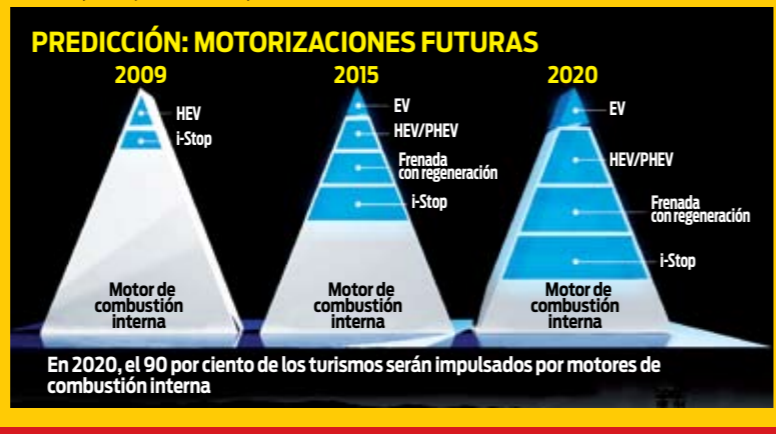 PREDICCIÓN: MOTORIZACIONES FUTURAS
2009
HEV
i-Stop
Motor de
combustión
interna
2015
EV
HEV/PHEV
Frenada
con regeneración
i-Stop
Motor de
combustión
interna
2020
EV
HEV/PHEV
Frenada
con regeneración
i-Stop
Motor de
combustión
interna
En 2020, el 90 por ciento de los turismos serán impulsados por motores de
combustión interna